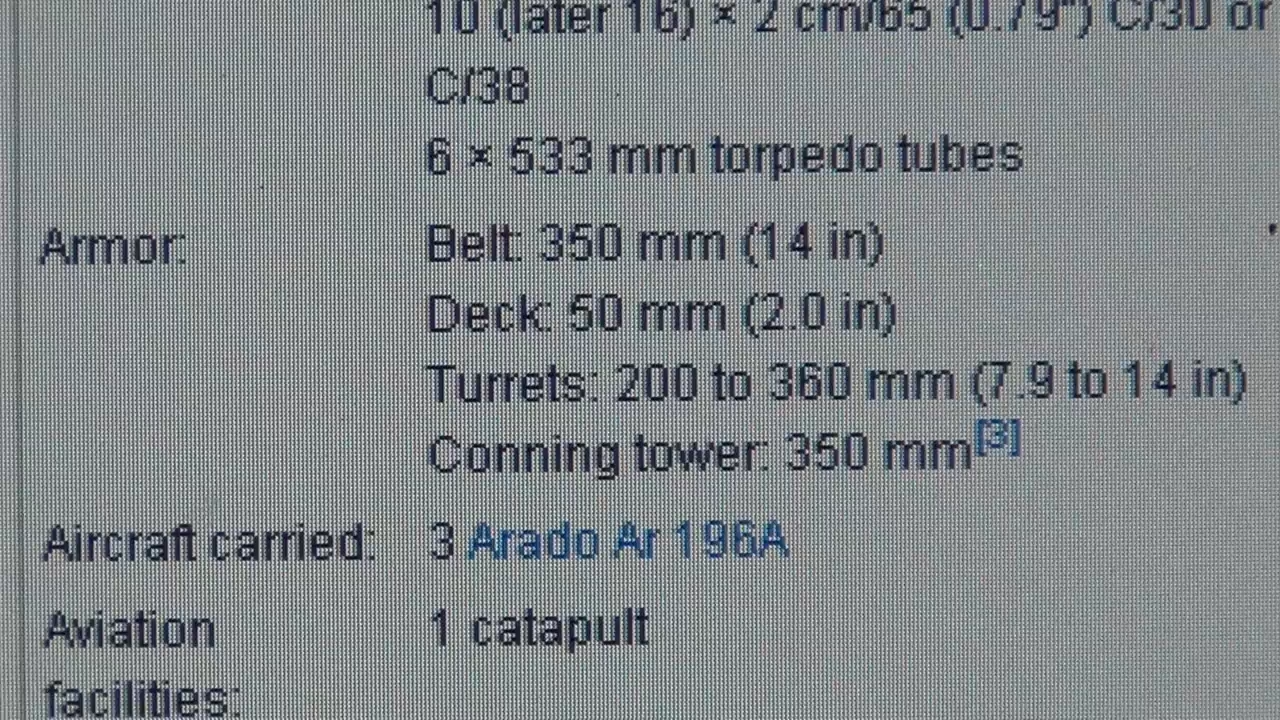 10 (later 16) × 2 cm/65 (0.79") C/30 or
C/38
6 × 533 mm torpedo tubes
Armor: Belt: 350 mm (14 in)
Deck: 50 mm (2.0 in)
Turrets: 200 to 360 mm (7.9 to 14 in)
Conning tower: 350 mm[3]
Aircraft carried: 3 Arado Ar 196A
Aviation 1 catapult
facilities: